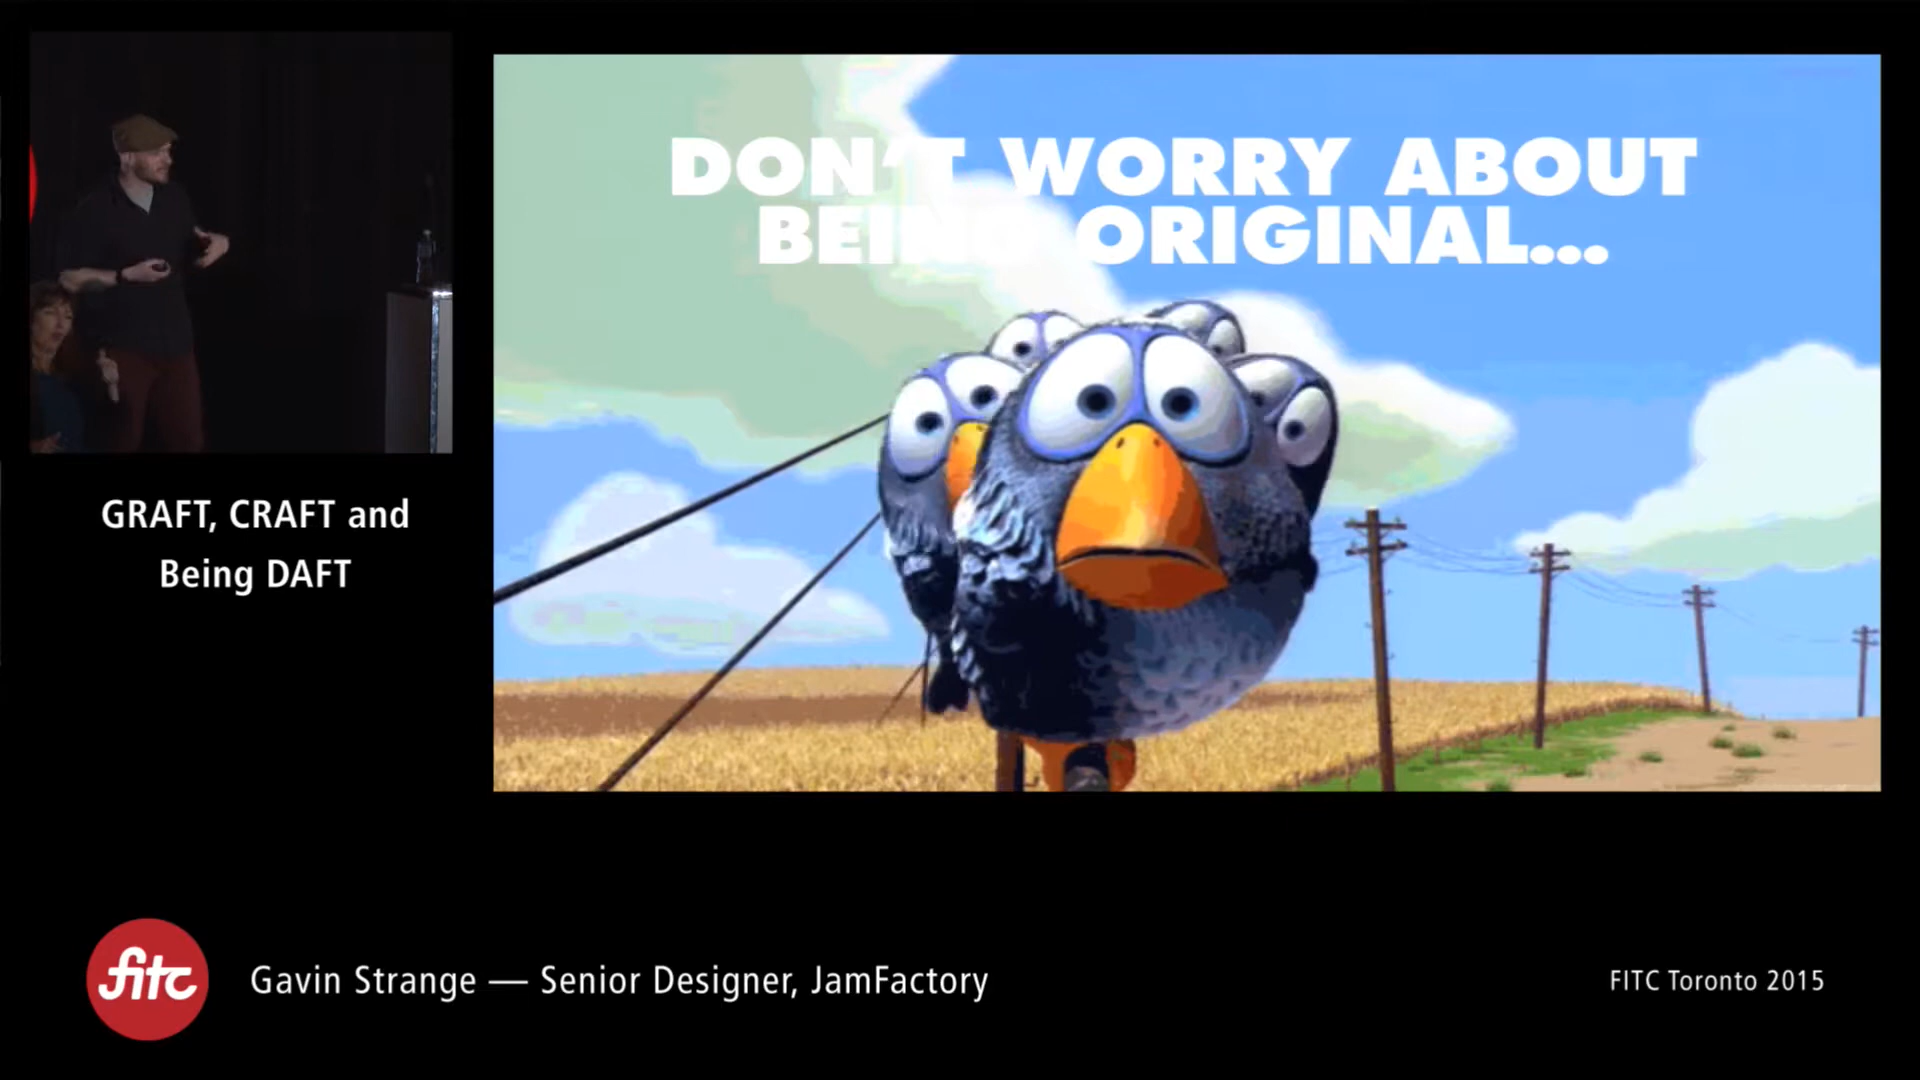 DON'T WORRY ABOUT
BEING ORIGINAL...
GRAFT, CRAFT and
Being DAFT
fitc
Gavin Strange — Senior Designer, JamFactory
FITC Toronto 2015